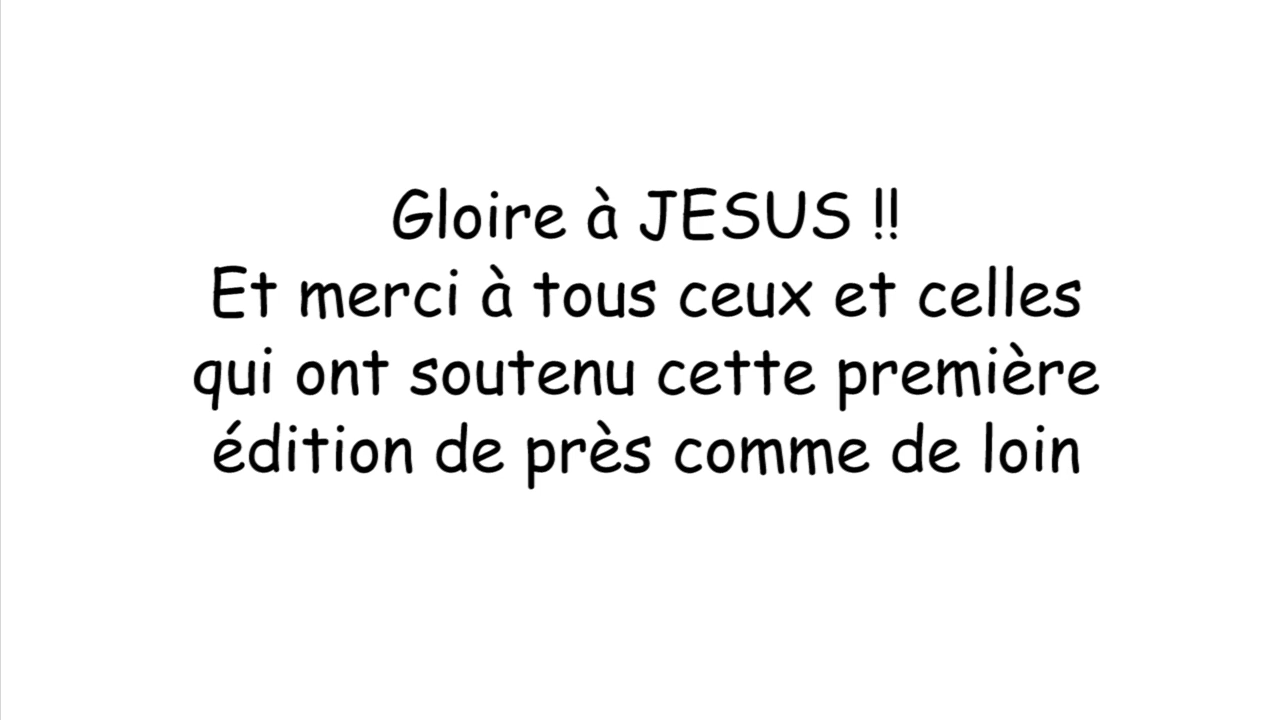 Gloire à JESUS !!
Et merci à tous ceux et celles
qui ont soutenu cette première
édition de près comme de loin